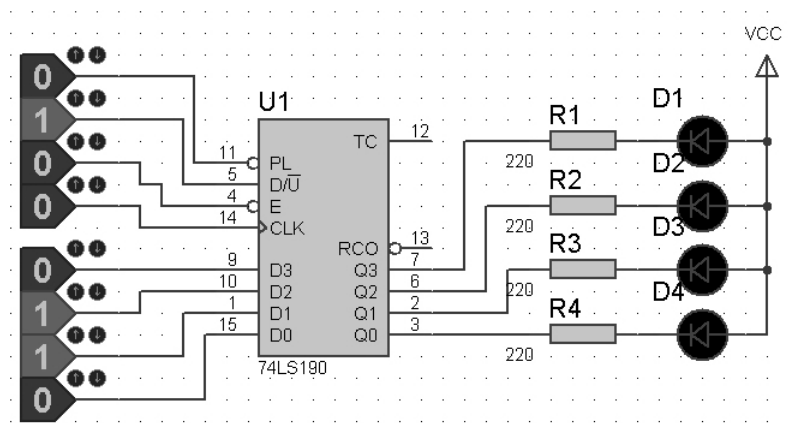 VCC
0
1
0
0
0
1
1
0
U1
11 PL
5 D/U̅
4 E
14 CLK
9 D3
10 D2
1 D1
15 D0
TC 12
RCO 13
Q3 7
Q2 6
Q1 2
Q0 3
74LS190
R1
220
R2
220
R3
220
R4
220
D1
D2
D3
D4